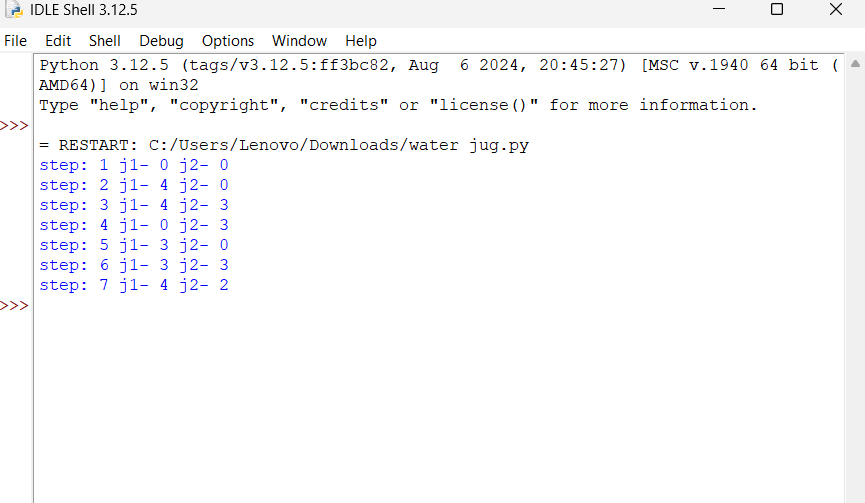 IDLE Shell 3.12.5
File Edit Shell Debug Options Window Help
Python 3.12.5 (tags/v3.12.5:ff3bc82, Aug  6 2024, 20:45:27) [MSC v.1940 64 bit (
AMD64)] on win32
Type "help", "copyright", "credits" or "license()" for more information.
>>>
= RESTART: C:/Users/Lenovo/Downloads/water jug.py
step: 1 j1- 0 j2- 0
step: 2 j1- 4 j2- 0
step: 3 j1- 4 j2- 3
step: 4 j1- 0 j2- 3
step: 5 j1- 3 j2- 0
step: 6 j1- 3 j2- 3
step: 7 j1- 4 j2- 2
>>>